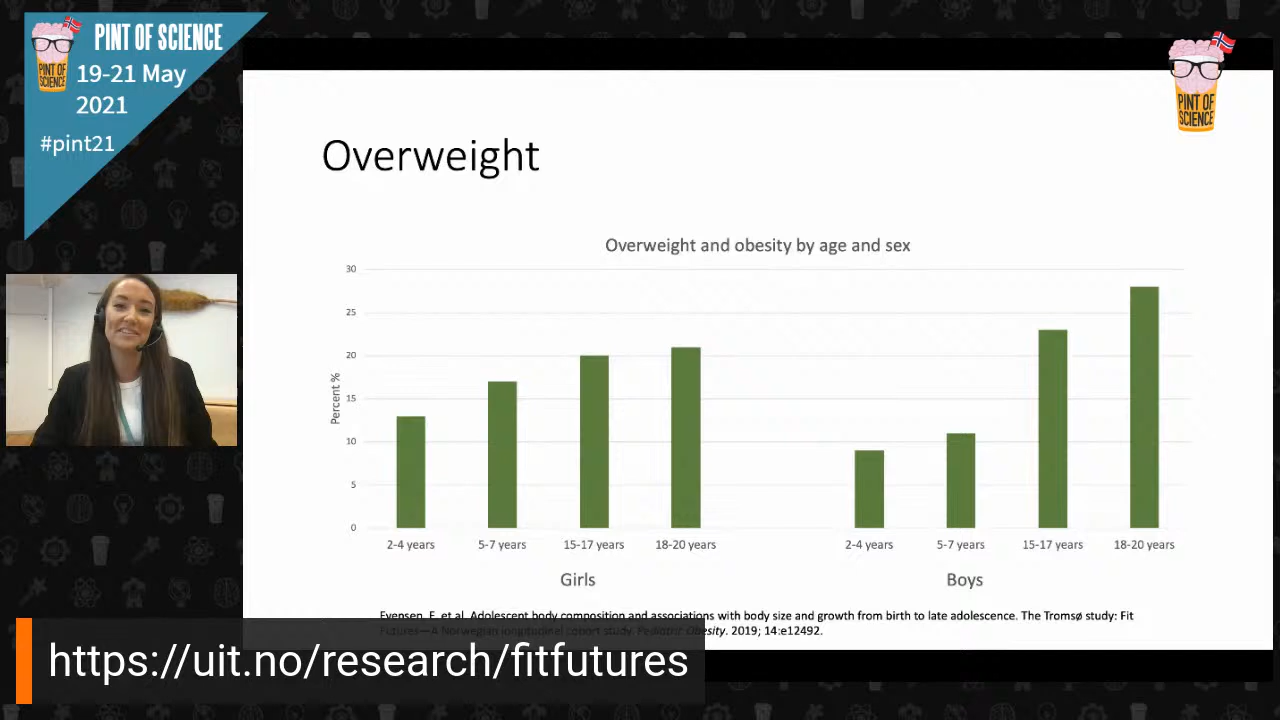 PINT OF SCIENCE
19-21 May
2021
#pint21
PINT OF
SCIENCE
PINT OF
SCIENCE
Overweight
Overweight and obesity by age and sex
Percent %
30
25
20
15
10
5
0
2-4 years
5-7 years
15-17 years
18-20 years
2-4 years
5-7 years
15-17 years
18-20 years
Girls
Boys
Evensen, E, et al. Adolescent body composition and associations with body size and growth from birth to late adolescence. The Tromsø study: Fit
Futures—A Norwegian longitudinal cohort study. Pediatric Obesity. 2019; 14:e12492.
https://uit.no/research/fitfutures